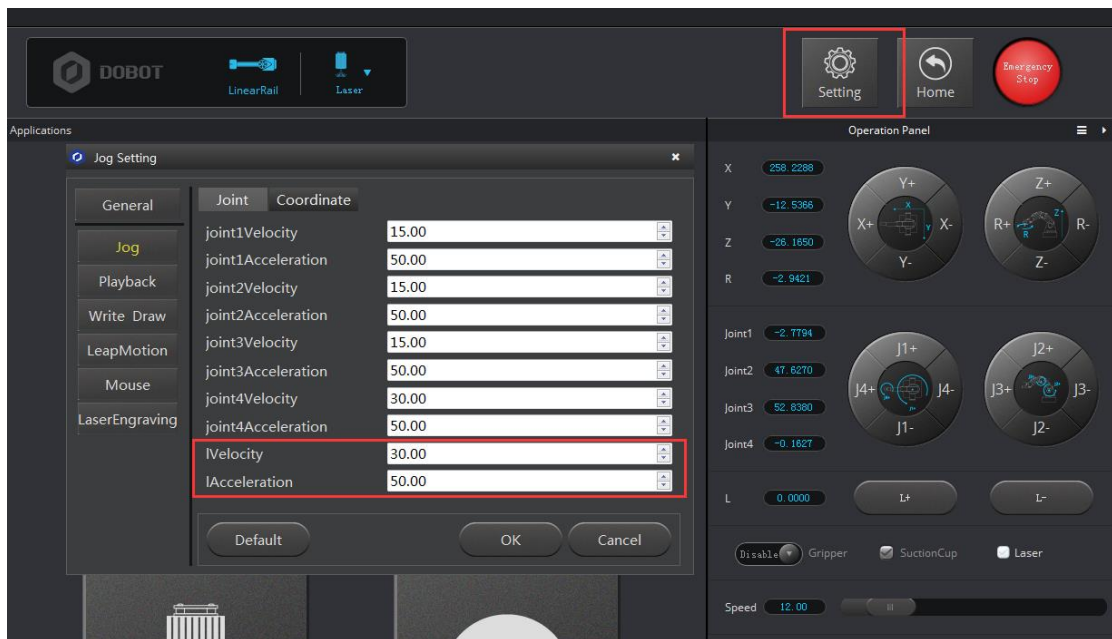 DOBOT
LinearRail
Laser
Setting
Home
Emergency
Stop
Applications
Operation Panel
Jog Setting
General
Jog
Playback
Write Draw
LeapMotion
Mouse
LaserEngraving
Joint Coordinate
joint1Velocity 15.00
joint1Acceleration 50.00
joint2Velocity 15.00
joint2Acceleration 50.00
joint3Velocity 15.00
joint3Acceleration 50.00
joint4Velocity 30.00
joint4Acceleration 50.00
lVelocity 30.00
lAcceleration 50.00
Default OK Cancel
X 258.2288
Y -12.5366
Z -26.1650
R -2.9421
Y+
X+ X Y X-
Y-
Z+
R+ Z+ R R-
Z-
Joint1 -2.7794
Joint2 47.6270
Joint3 52.8380
Joint4 -0.1627
J1+
J4+ J4-
J1-
J2+
J3+ J3-
J2-
L 0.0000 L+ L-
Disable Gripper SuctionCup Laser
Speed 12.00